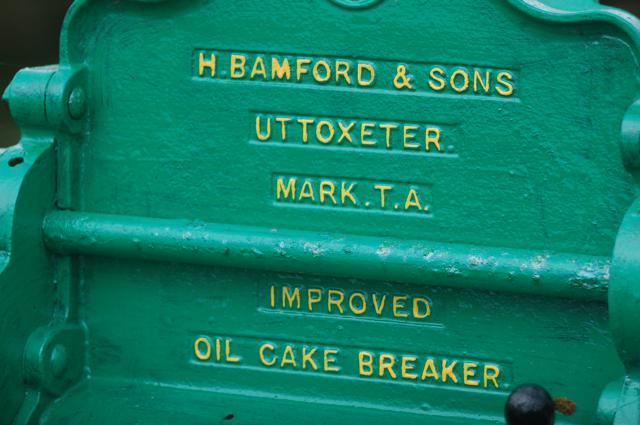 H.BAMFORD & SONS
UTTOXETER.
MARK.T.A.
IMPROVED
OIL CAKE BREAKER